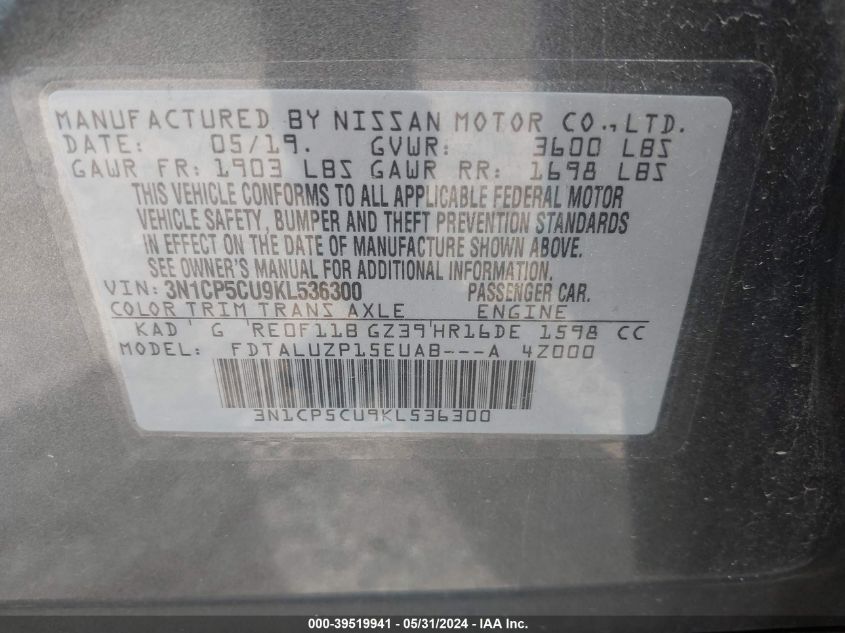 MANUFACTURED BY NISSAN MOTOR CO.,LTD.
DATE: 05/19. GVWR: 3600 LBS
GAWR FR: 1903 LBS GAWR RR: 1698 LBS
THIS VEHICLE CONFORMS TO ALL APPLICABLE FEDERAL MOTOR
VEHICLE SAFETY, BUMPER AND THEFT PREVENTION STANDARDS
IN EFFECT ON THE DATE OF MANUFACTURE SHOWN ABOVE.
SEE OWNER'S MANUAL FOR ADDITIONAL INFORMATION.
VIN: 3N1CP5CU9KL536300 PASSENGER CAR.
COLOR TRIM TRANS AXLE ENGINE
KAD G RE0F11B GZ39 HR16DE 1598 CC
MODEL: FDTALUZP15EUAB---A 4Z000
3N1CP5CU9KL536300
000-39519941 - 05/31/2024 - IAA Inc.